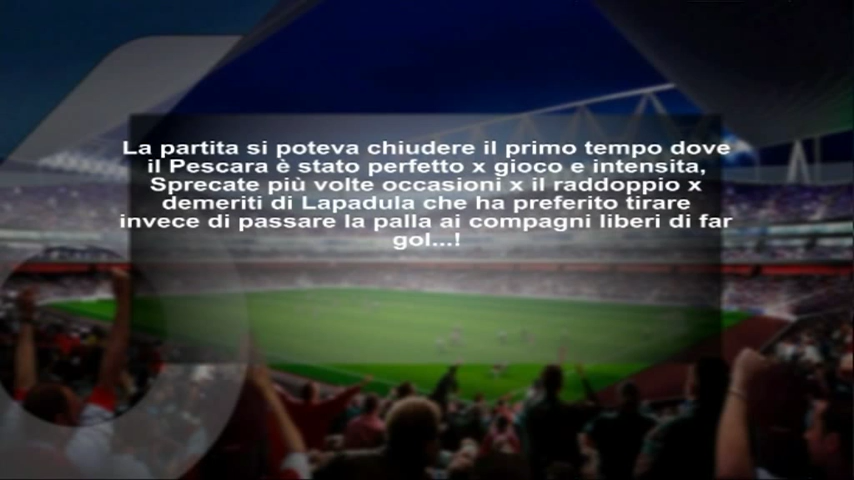 La partita si poteva chiudere il primo tempo dove
il Pescara è stato perfetto x gioco e intensita,
Sprecate più volte occasioni x il raddoppio x
demeriti di Lapadula che ha preferito tirare
invece di passare la palla ai compagni liberi di far
gol...!